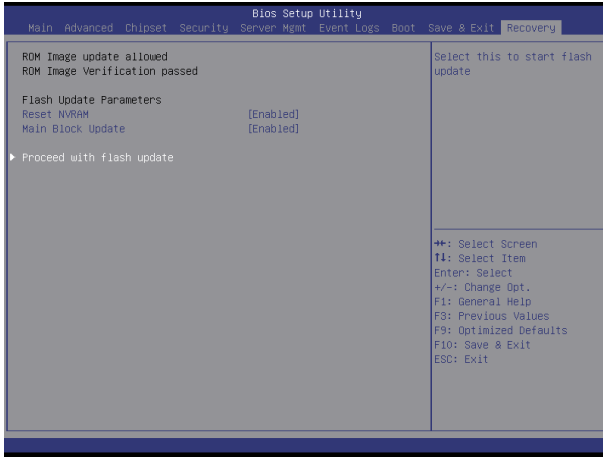 Bios Setup Utility
Main Advanced Chipset Security Server Mgmt Event Logs Boot Save & Exit Recovery
ROM Image update allowed
ROM Image Verification passed
Flash Update Parameters
Reset NVRAM [Enabled]
Main Block Update [Enabled]
▶ Proceed with flash update
Select this to start flash
update
→←: Select Screen
↑↓: Select Item
Enter: Select
+/-: Change Opt.
F1: General Help
F3: Previous Values
F9: Optimized Defaults
F10: Save & Exit
ESC: Exit